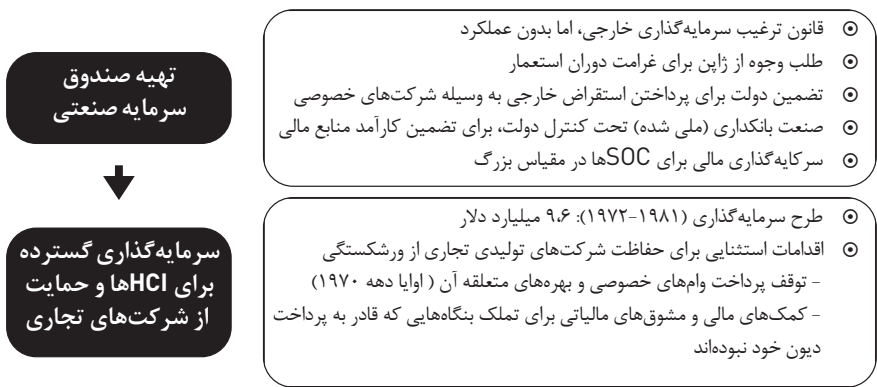 تهیه صندوق
سرمایه صنعتی
⊙ قانون ترغیب سرمایه‌گذاری خارجی، اما بدون عملکرد
⊙ طلب وجوه از ژاپن برای غرامت دوران استعمار
⊙ تضمین دولت برای پرداختن استقراض خارجی به وسیله شرکت‌های خصوصی
⊙ صنعت بانکداری (ملی شده) تحت کنترل دولت، برای تضمین کارآمد منابع مالی
⊙ سرکایه‌گذاری مالی برای SOCها در مقیاس بزرگ
سرمایه‌گذاری گسترده
برای HCIها و حمایت
از شرکت‌های تجاری
⊙ طرح سرمایه‌گذاری (۱۹۸۱-۱۹۷۲): ۹،۶ میلیارد دلار
⊙ اقدامات استثنایی برای حفاظت شرکت‌های تولیدی تجاری از ورشکستگی
- توقف پرداخت وام‌های خصوصی و بهره‌های متعلقه آن ( اوایا دهه ۱۹۷۰)
- کمک‌های مالی و مشوق‌های مالیاتی برای تملک بنگاه‌هایی که قادر به پرداخت
دیون خود نبوده‌اند